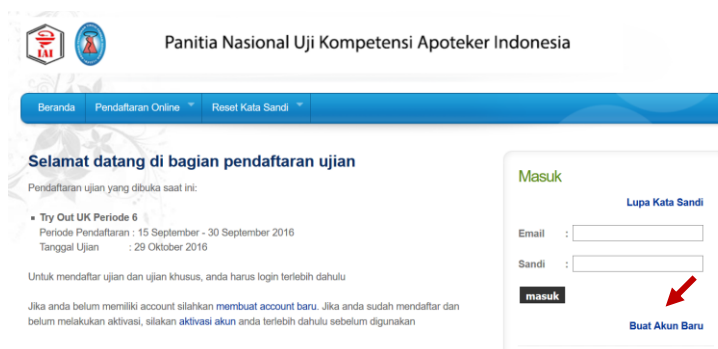 IAI
Panitia Nasional Uji Kompetensi Apoteker Indonesia
Beranda Pendaftaran Online Reset Kata Sandi
Selamat datang di bagian pendaftaran ujian
Pendaftaran ujian yang dibuka saat ini:
Try Out UK Periode 6
Periode Pendaftaran : 15 September - 30 September 2016
Tanggal Ujian : 29 Oktober 2016
Untuk mendaftar ujian dan ujian khusus, anda harus login terlebih dahulu
Jika anda belum memiliki account silahkan membuat account baru. Jika anda sudah mendaftar dan
belum melakukan aktivasi, silakan aktivasi akun anda terlebih dahulu sebelum digunakan
Masuk
Lupa Kata Sandi
Email :
Sandi :
masuk
Buat Akun Baru